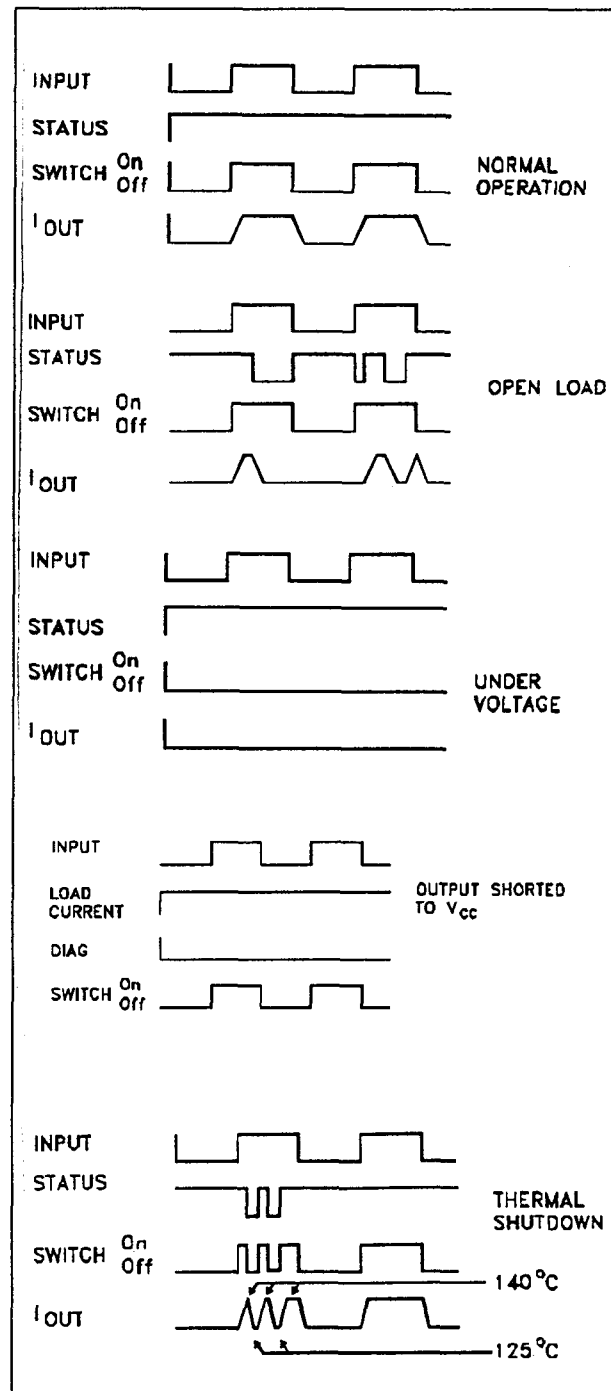 INPUT
STATUS
SWITCH On
Off
I OUT
NORMAL
OPERATION
INPUT
STATUS
SWITCH On
Off
I OUT
OPEN LOAD
INPUT
STATUS
SWITCH On
Off
I OUT
UNDER
VOLTAGE
INPUT
LOAD
CURRENT
DIAG
SWITCH On
Off
OUTPUT SHORTED
TO VCC
INPUT
STATUS
SWITCH On
Off
I OUT
THERMAL
SHUTDOWN
140°C
125°C